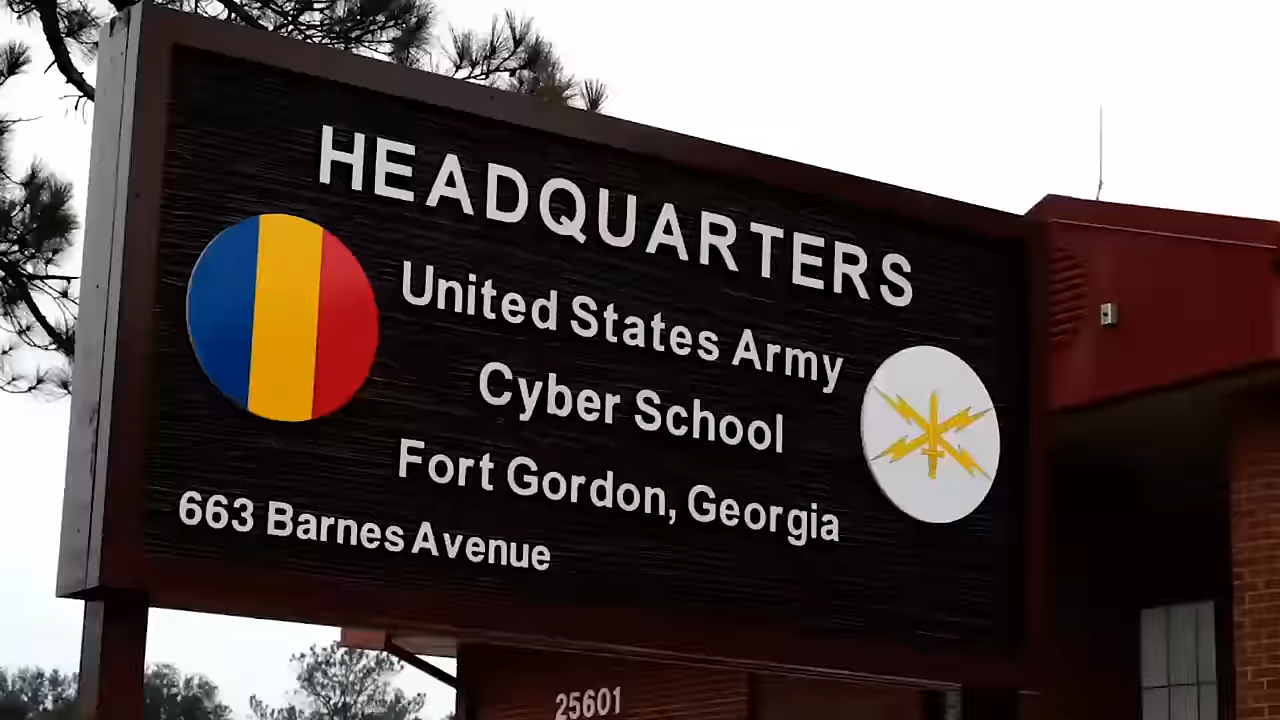 HEADQUARTERS
United States Army
Cyber School
Fort Gordon, Georgia
663 Barnes Avenue
25601